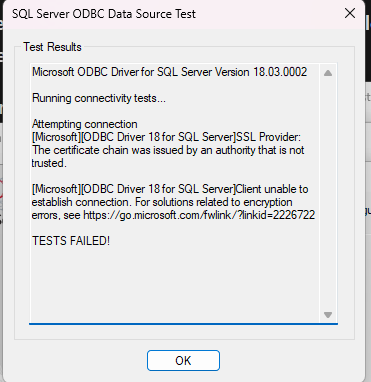 SQL Server ODBC Data Source Test
Test Results
Microsoft ODBC Driver for SQL Server Version 18.03.0002
Running connectivity tests...
Attempting connection
[Microsoft][ODBC Driver 18 for SQL Server]SSL Provider:
The certificate chain was issued by an authority that is not
trusted.
[Microsoft][ODBC Driver 18 for SQL Server]Client unable to
establish connection. For solutions related to encryption
errors, see https://go.microsoft.com/fwlink/?linkid=2226722
TESTS FAILED!
OK